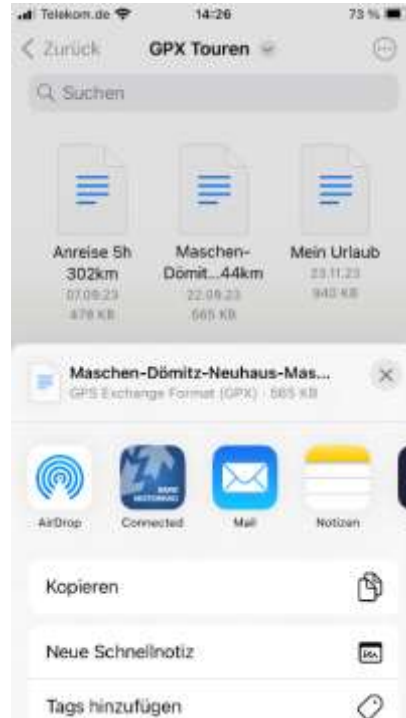 Telekom.de 14:26 73 %
Zurück GPX Touren
Suchen
Anreise 5h Maschen- Mein Urlaub
302km Dömit...44km 23.11.23
07.09.23 22.09.23 940 KB
479 KB 565 KB
Maschen-Dömitz-Neuhaus-Mas...
GPS Exchange Format (GPX) · 565 KB
AirDrop Connected Mail Notizen
Kopieren
Neue Schnellnotiz
Tags hinzufügen